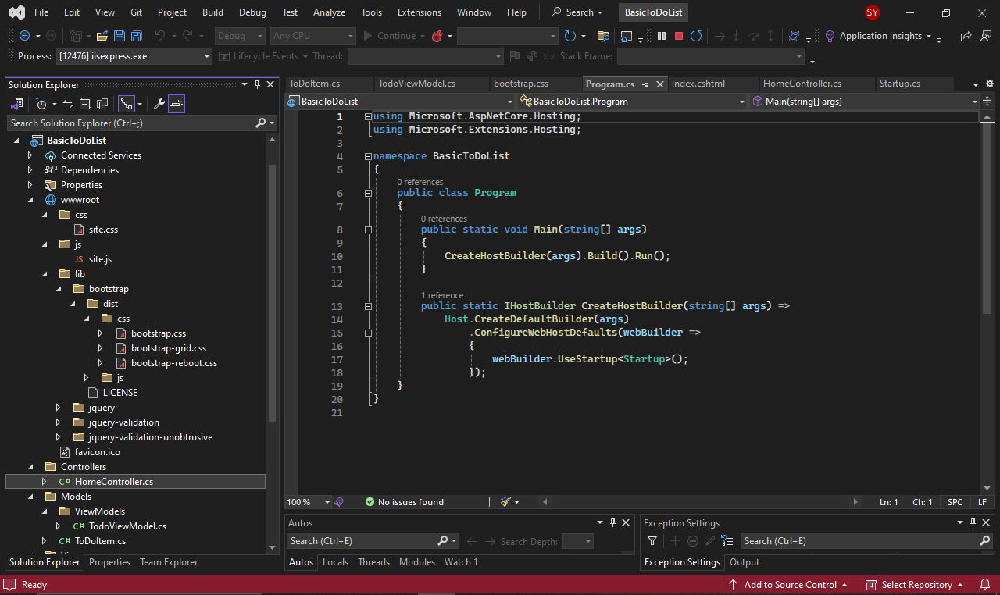 File Edit View Git Project Build Debug Test Analyze Tools Extensions Window Help Search BasicToDoList SY
Debug Any CPU Continue Application Insights
Process: [12476] iisexpress.exe Lifecycle Events Thread: Stack Frame:
Solution Explorer
Search Solution Explorer (Ctrl+;)
BasicToDoList
Connected Services
Dependencies
Properties
wwwroot
css
site.css
js
JS site.js
lib
bootstrap
dist
css
bootstrap.css
bootstrap-grid.css
bootstrap-reboot.css
js
LICENSE
jquery
jquery-validation
jquery-validation-unobtrusive
favicon.ico
Controllers
C# HomeController.cs
Models
ViewModels
C# TodoViewModel.cs
C# ToDoItem.cs
Solution Explorer Properties Team Explorer
ToDoItem.cs TodoViewModel.cs bootstrap.css Program.cs Index.cshtml HomeController.cs Startup.cs
BasicToDoList BasicToDoList.Program Main(string[] args)
1 using Microsoft.AspNetCore.Hosting;
2 using Microsoft.Extensions.Hosting;
3
4 namespace BasicToDoList
5 {
0 references
6 public class Program
7 {
0 references
8 public static void Main(string[] args)
9 {
10 CreateHostBuilder(args).Build().Run();
11 }
12
1 reference
13 public static IHostBuilder CreateHostBuilder(string[] args) =>
14 Host.CreateDefaultBuilder(args)
15 .ConfigureWebHostDefaults(webBuilder =>
16 {
17 webBuilder.UseStartup<Startup>();
18 });
19 }
20 }
21
100 % No issues found Ln: 1 Ch: 1 SPC LF
Autos
Search (Ctrl+E) Search Depth:
Autos Locals Threads Modules Watch 1
Exception Settings
Search (Ctrl+E)
Exception Settings Output
Ready Add to Source Control Select Repository